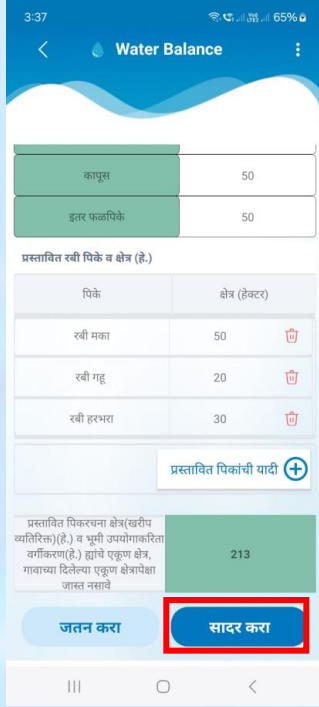 3:37 65%
Water Balance
कापूस 50
इतर फळपिके 50
प्रस्तावित रबी पिके व क्षेत्र (हे.)
पिके क्षेत्र (हेक्टर)
रबी मका 50
रबी गहू 20
रबी हरभरा 30
प्रस्तावित पिकांची यादी
प्रस्तावित पिकरचना क्षेत्र(खरीप
व्यतिरिक्त)(हे.) व भूमी उपयोगाकरिता
वर्गीकरण(हे.) ह्यांचे एकूण क्षेत्र,
गावाच्या दिलेल्या एकूण क्षेत्रापेक्षा
जास्त नसावे
213
जतन करा सादर करा